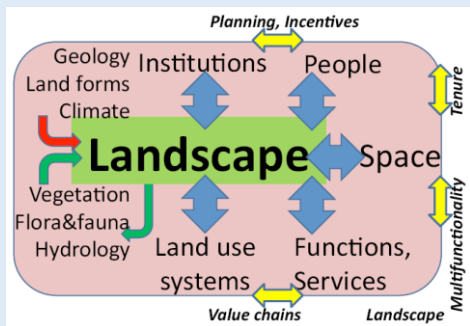 Planning, Incentives
Geology
Land forms
Climate
Institutions
People
Tenure
Landscape
Space
Vegetation
Flora&fauna
Hydrology
Land use
systems
Functions,
Services
Multifunctionality
Value chains
Landscape